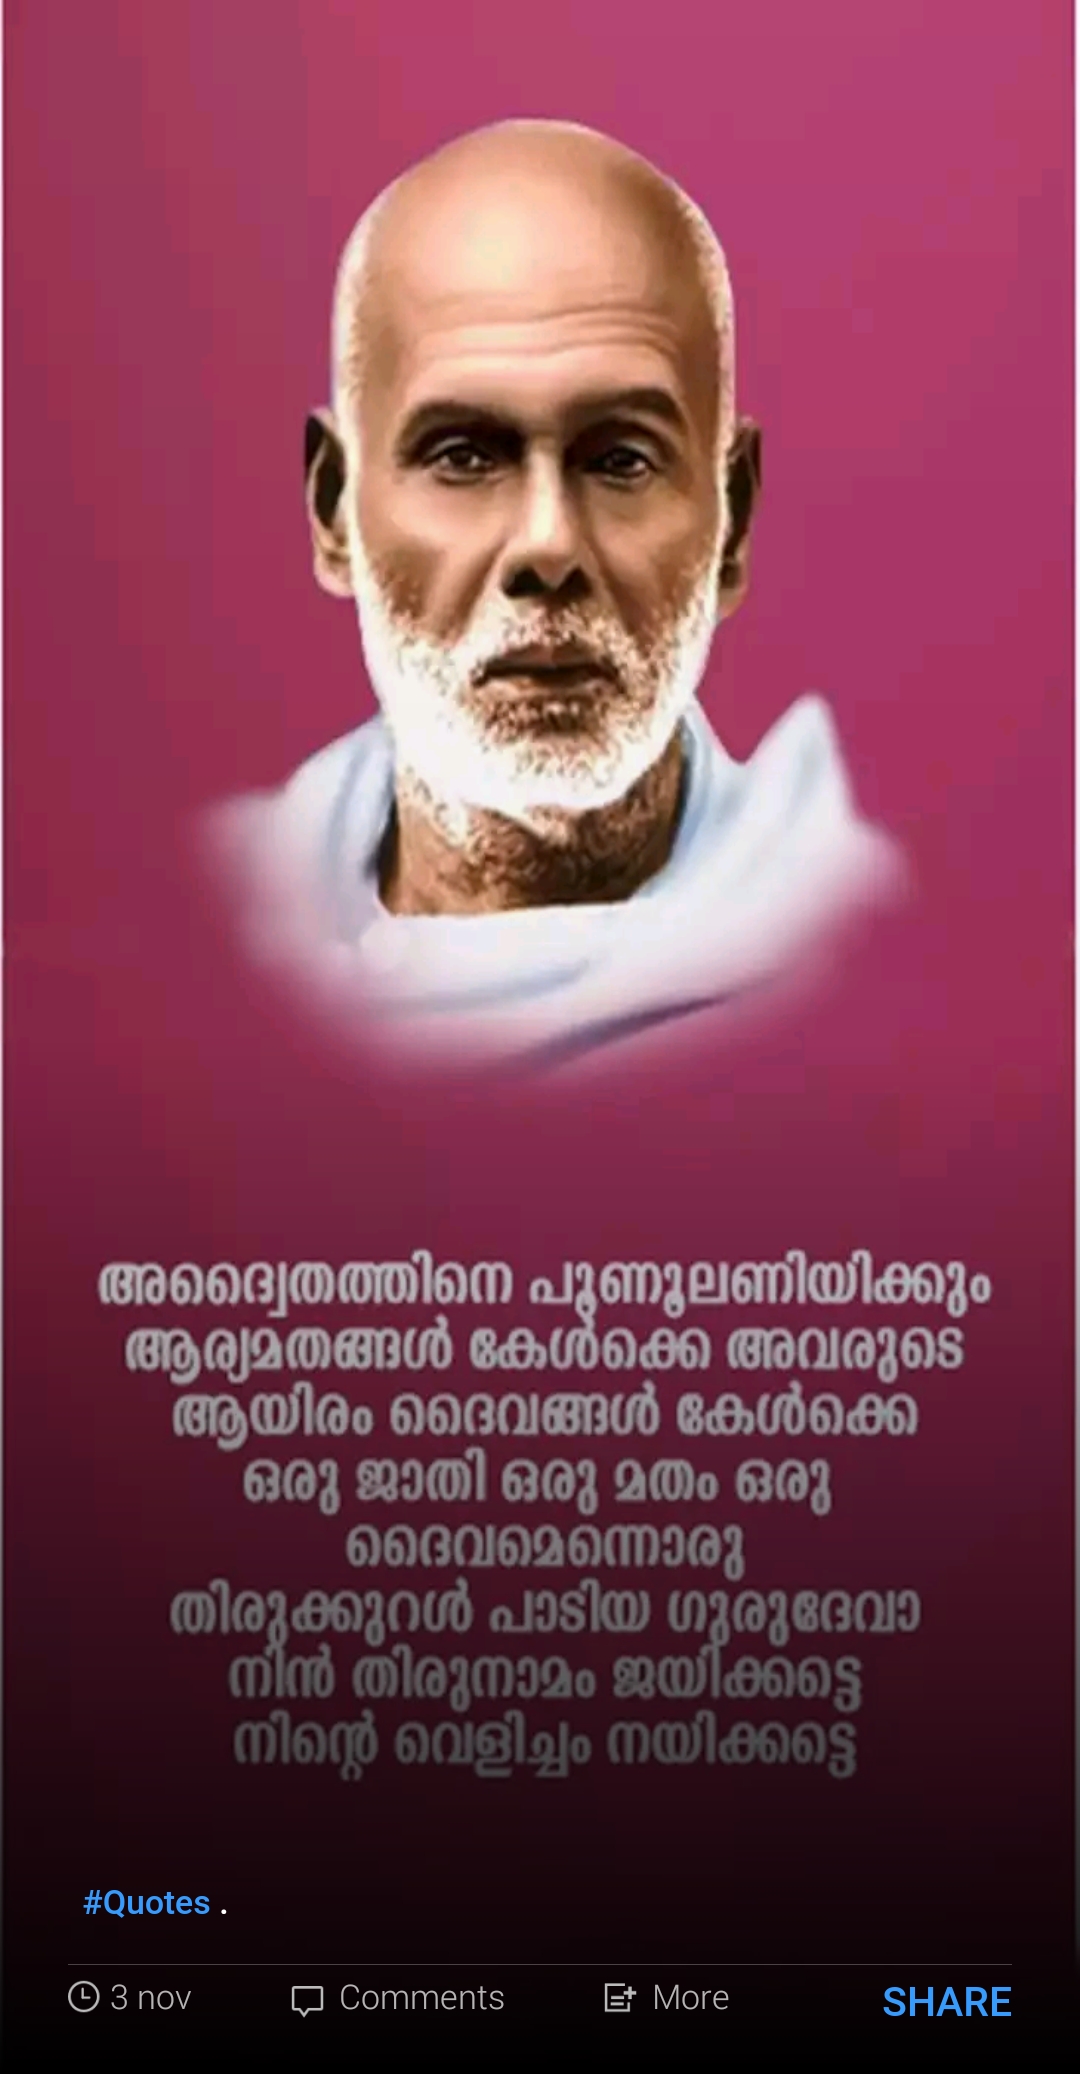 അദ്വൈതത്തിനെ പൂണൂലണിയിക്കും
ആര്യമതങ്ങൾ കേൾക്കെ അവരുടെ
ആയിരം ദൈവങ്ങൾ കേൾക്കെ
ഒരു ജാതി ഒരു മതം ഒരു
ദൈവമെന്നൊരു
തിരുക്കുറൾ പാടിയ ഗുരുദേവാ
നിൻ തിരുനാമം ജയിക്കട്ടെ
നിന്റെ വെളിച്ചം നയിക്കട്ടെ
#Quotes .
3 nov Comments More SHARE